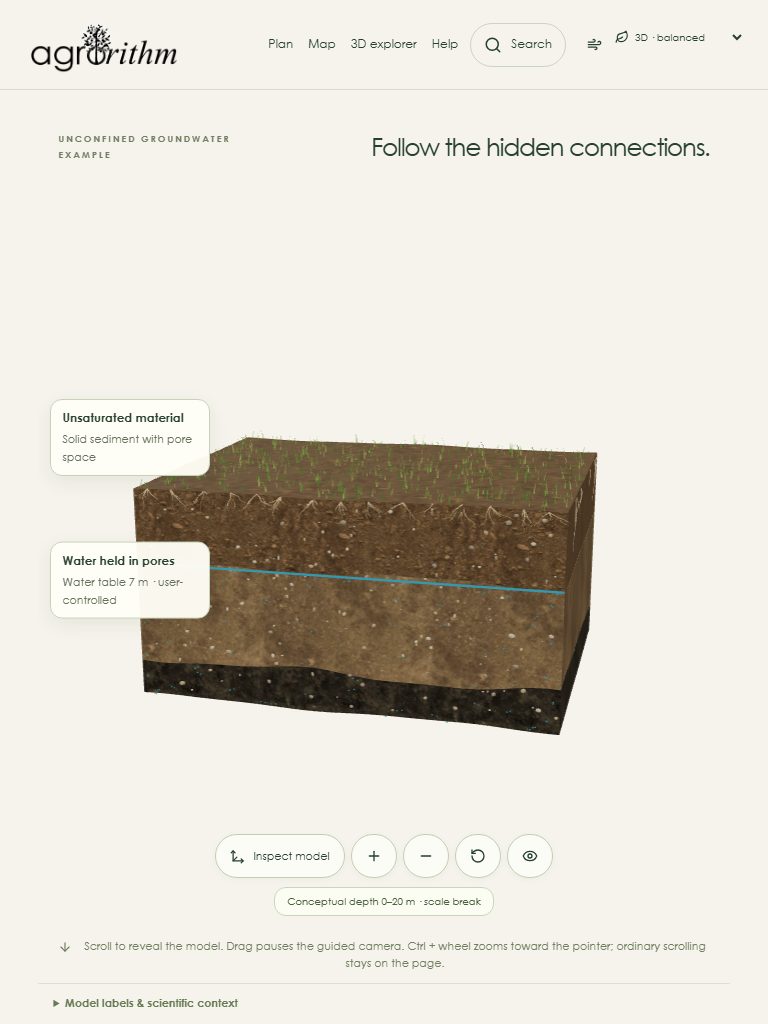 agrorithm
Plan Map 3D explorer Help Search 3D · balanced
UNCONFINED GROUNDWATER
EXAMPLE
Follow the hidden connections.
Unsaturated material
Solid sediment with pore
space
Water held in pores
Water table 7 m · user-
controlled
Inspect model
Conceptual depth 0–20 m · scale break
Scroll to reveal the model. Drag pauses the guided camera. Ctrl + wheel zooms toward the pointer; ordinary scrolling
stays on the page.
Model labels & scientific context